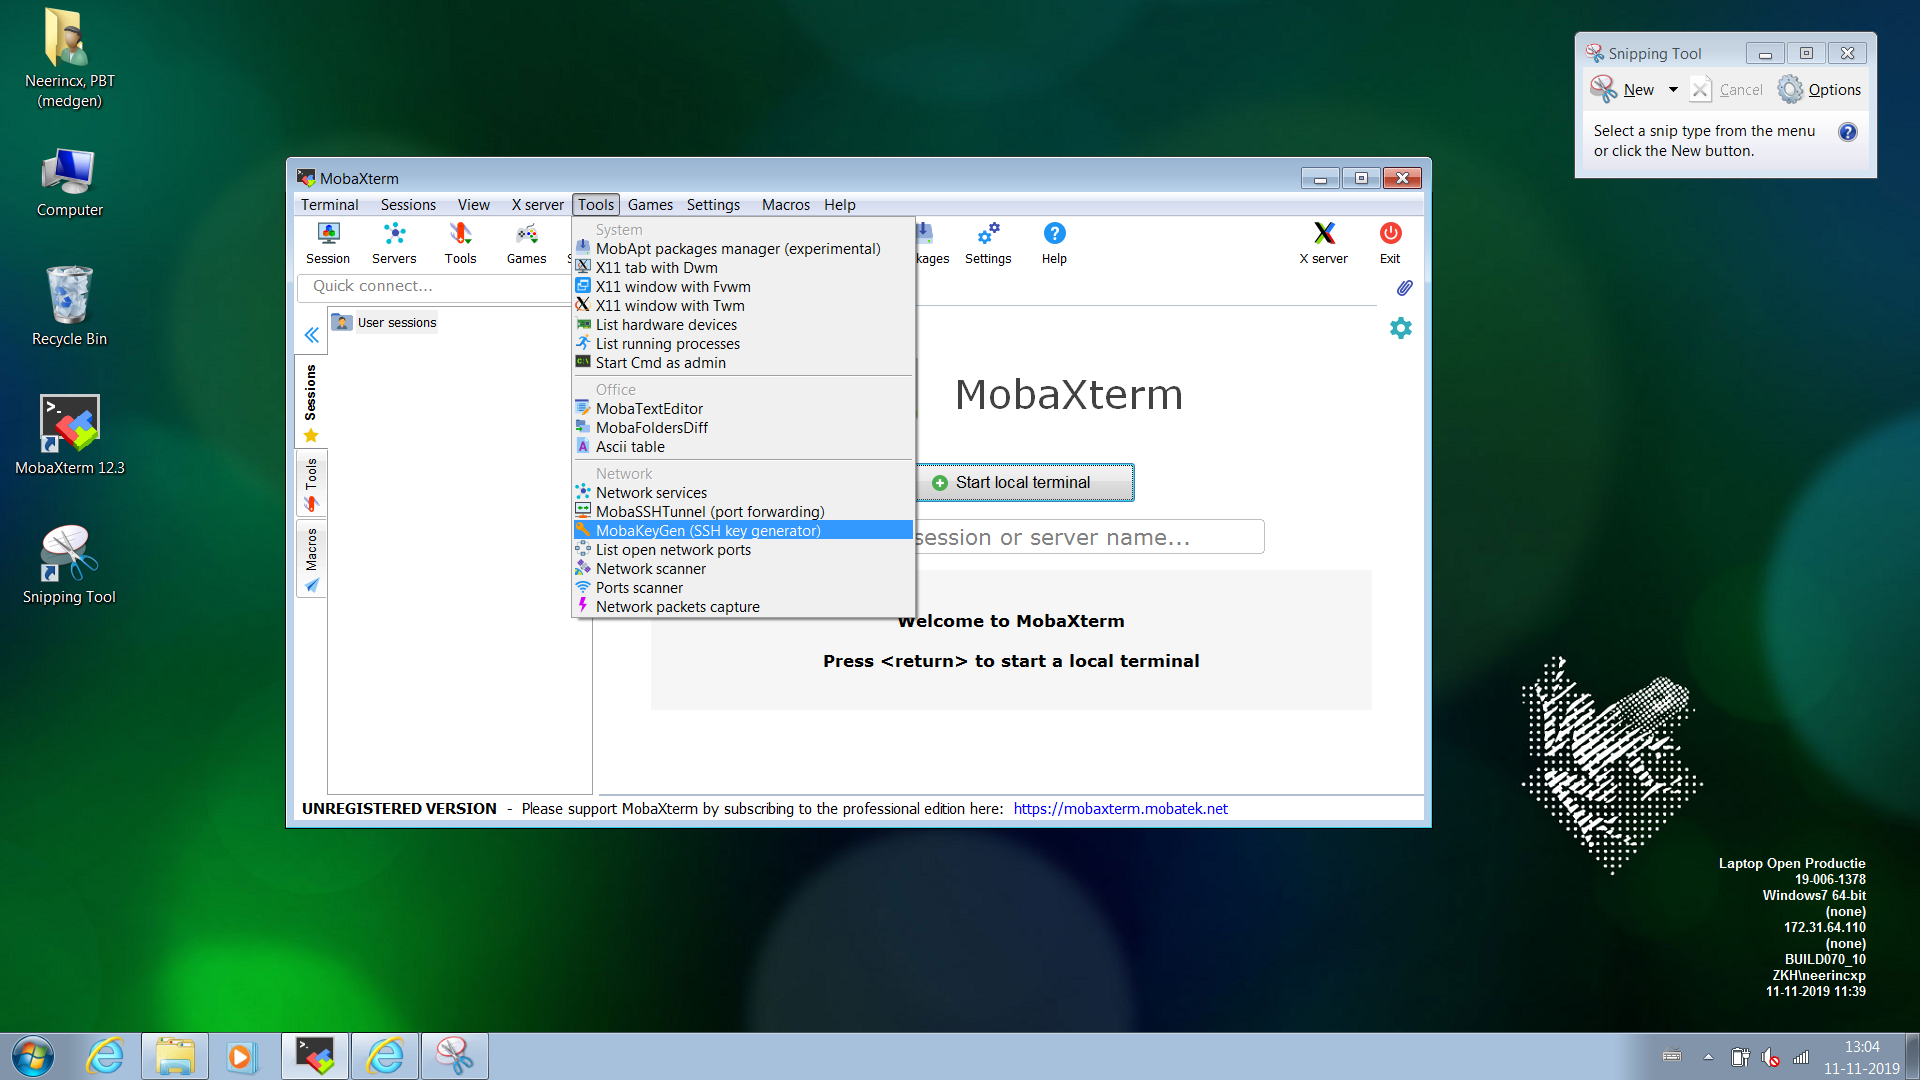 Neerincx, PBT
(medgen)
Computer
Recycle Bin
MobaXterm 12.3
Snipping Tool
MobaXterm
Terminal Sessions View X server Tools Games Settings Macros Help
Session Servers Tools Games kages Settings Help X server Exit
Quick connect...
User sessions
Sessions
Tools
Macros
System
MobApt packages manager (experimental)
X11 tab with Dwm
X11 window with Fvwm
X11 window with Twm
List hardware devices
List running processes
Start Cmd as admin
Office
MobaTextEditor
MobaFoldersDiff
Ascii table
Network
Network services
MobaSSHTunnel (port forwarding)
MobaKeyGen (SSH key generator)
List open network ports
Network scanner
Ports scanner
Network packets capture
MobaXterm
Start local terminal
session or server name...
Welcome to MobaXterm
Press <return> to start a local terminal
UNREGISTERED VERSION - Please support MobaXterm by subscribing to the professional edition here: https://mobaxterm.mobatek.net
Snipping Tool
New Cancel Options
Select a snip type from the menu
or click the New button.
Laptop Open Productie
19-006-1378
Windows7 64-bit
(none)
172.31.64.110
(none)
BUILD070_10
ZKH\neerincxp
11-11-2019 11:39
13:04
11-11-2019